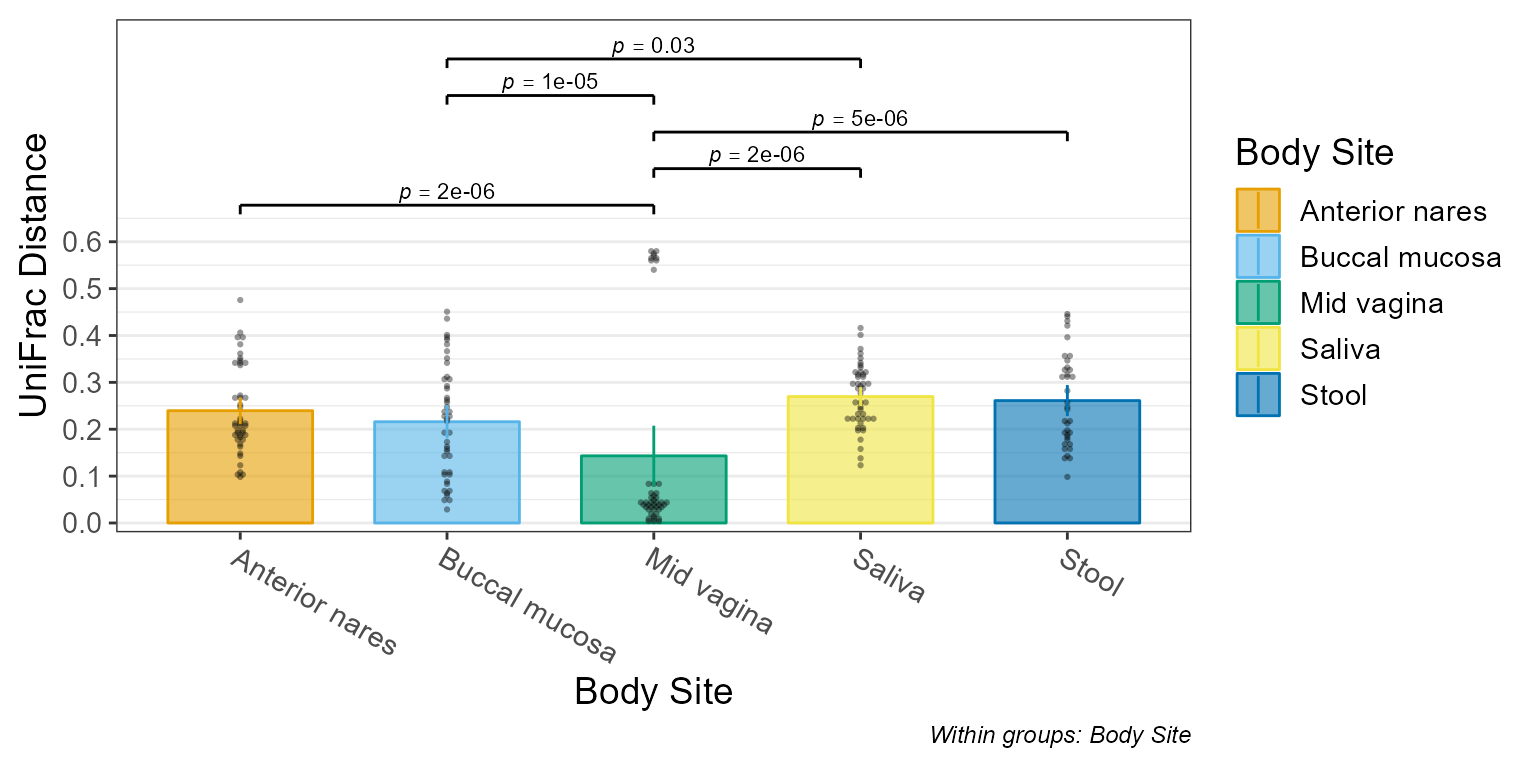 p = 0.03
p = 1e-05
p = 5e-06
p = 2e-06
p = 2e-06
UniFrac Distance
0.6
0.5
0.4
0.3
0.2
0.1
0.0
Anterior nares
Buccal mucosa
Mid vagina
Saliva
Stool
Body Site
Within groups: Body Site
Body Site
Anterior nares
Buccal mucosa
Mid vagina
Saliva
Stool